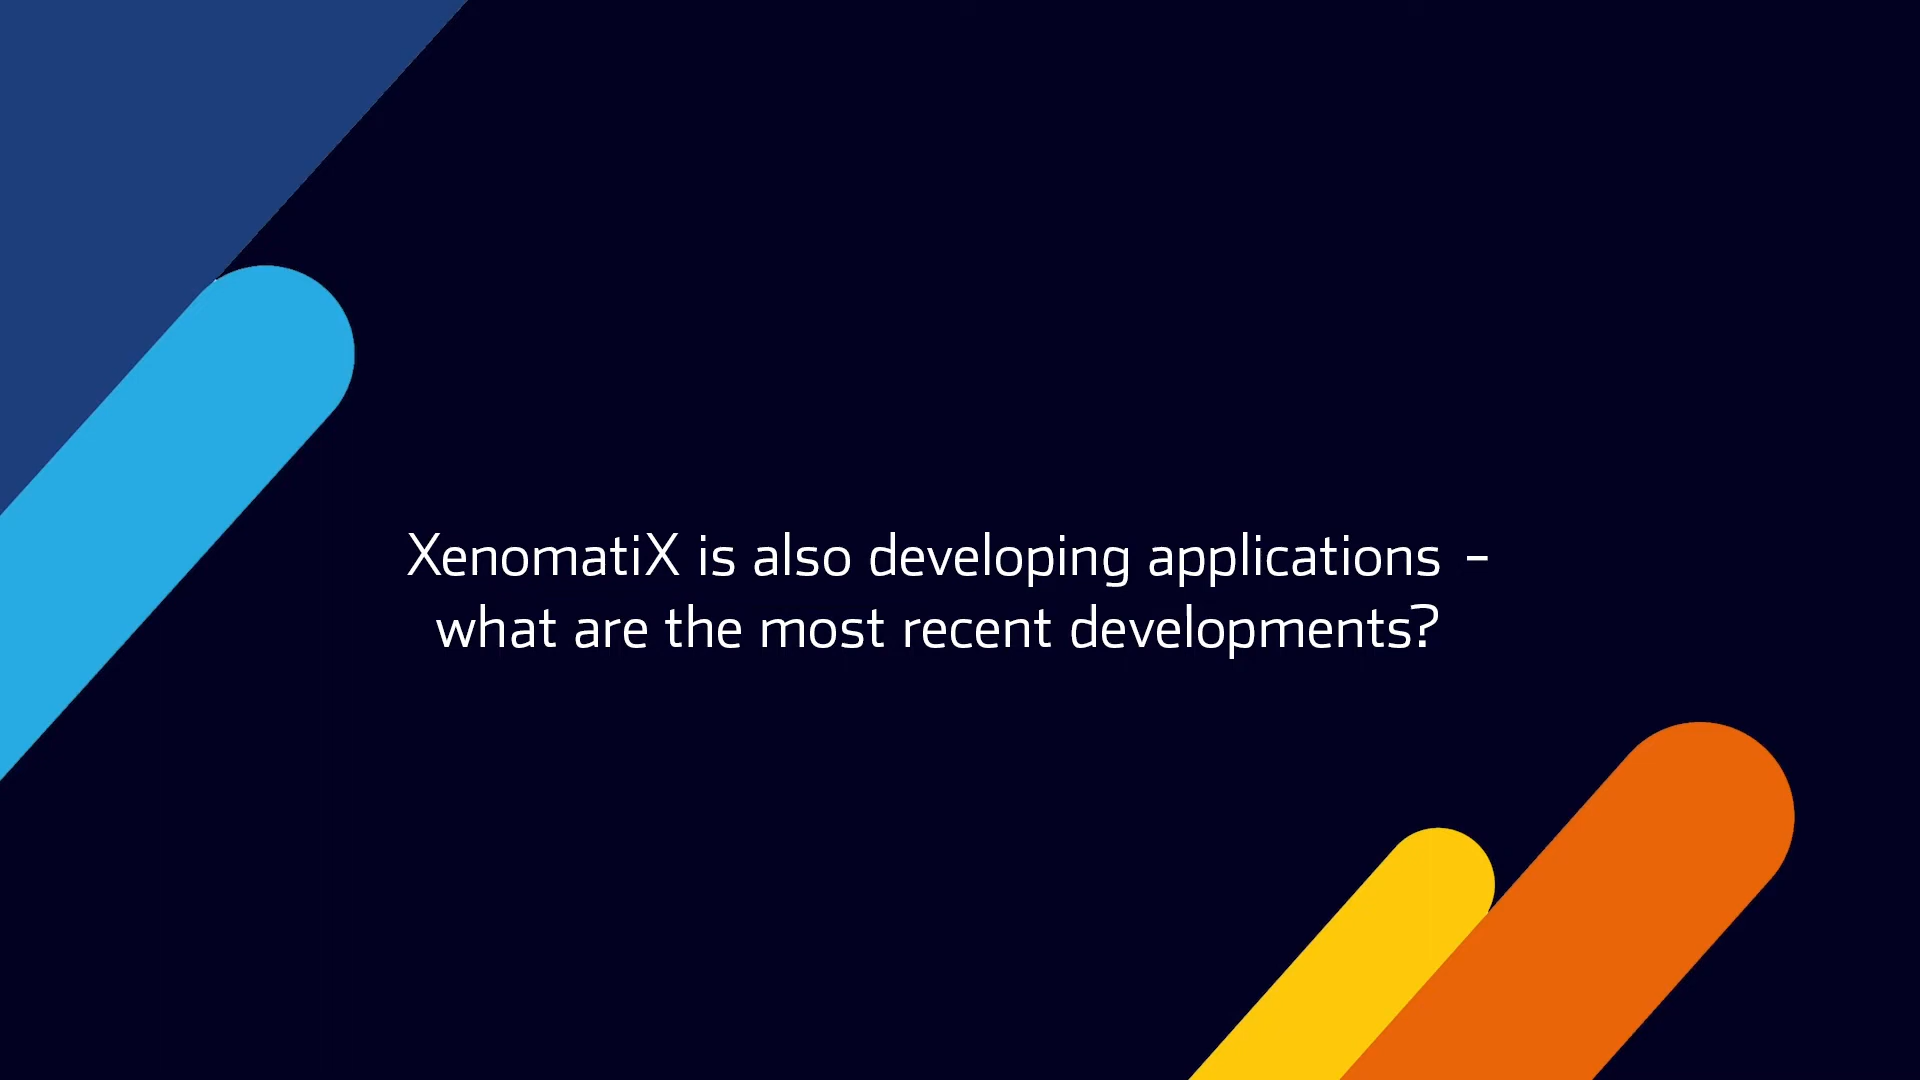 XenomatiX is also developing applications -
what are the most recent developments?